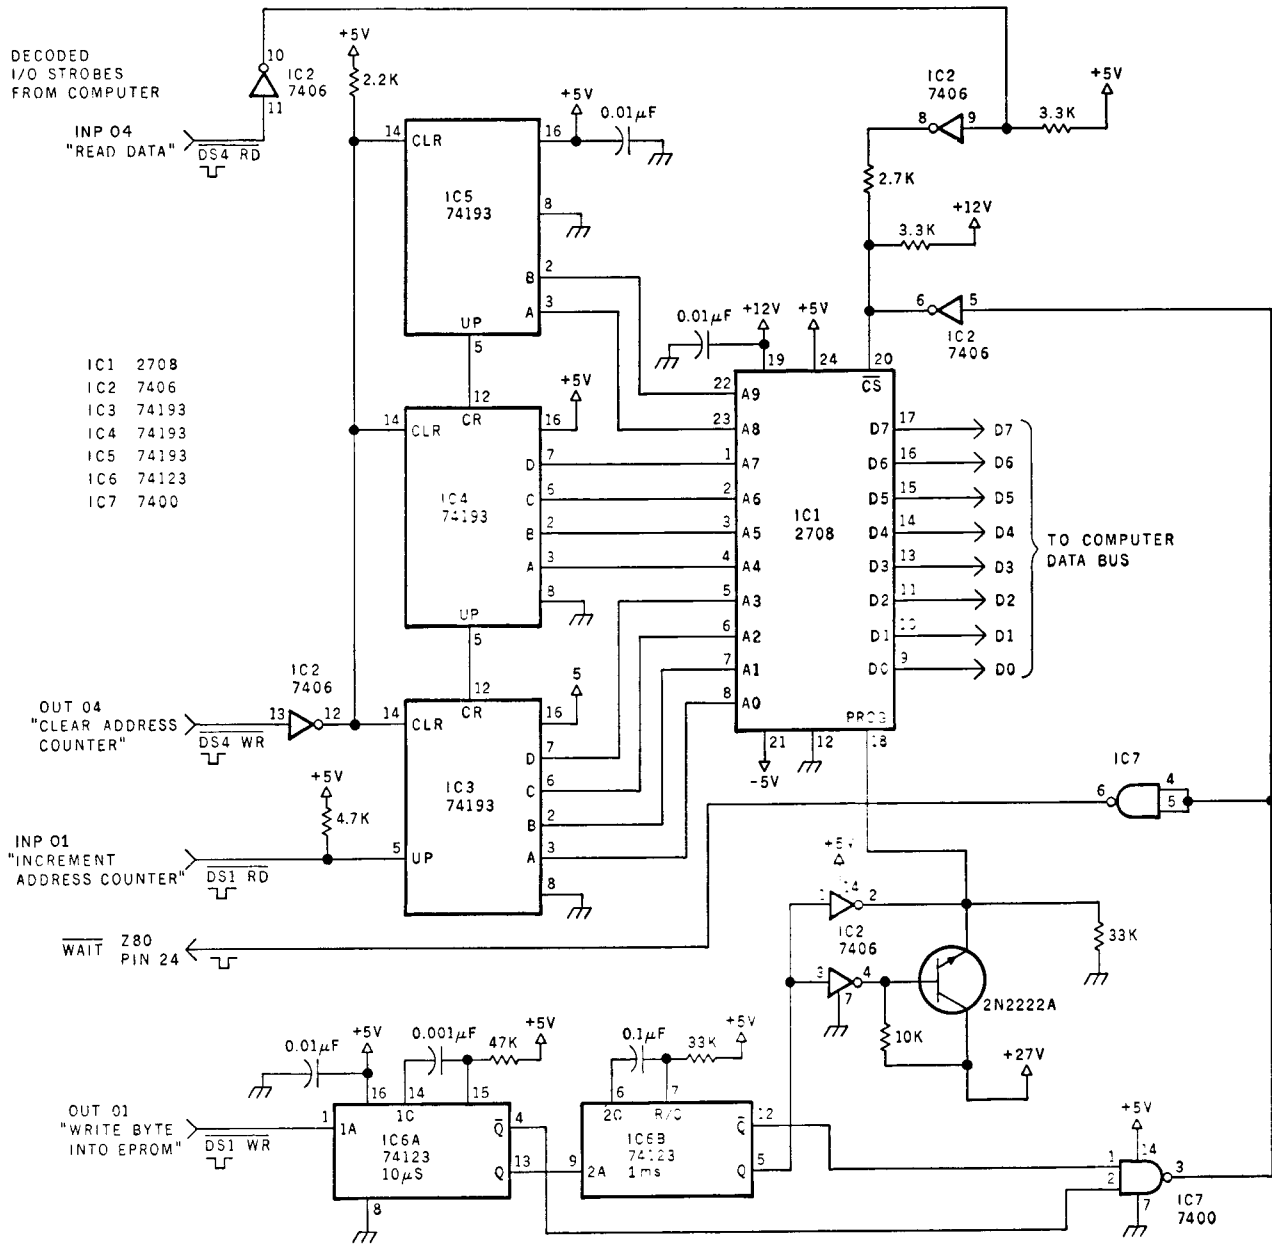 DECODED
I/O STROBES
FROM COMPUTER
INP 04
"READ DATA"
DS4 RD
10
IC2
7406
11
+5V
2.2K
14
CLR
IC5
74193
16
+5V
0.01μF
8
B
2
A
3
UP
5
IC2
7406
8
9
3.3K
+5V
2.7K
3.3K
+12V
6
5
IC2
7406
0.01μF
+12V
+5V
19
24
20
CS
IC1 2708
IC2 7406
IC3 74193
IC4 74193
IC5 74193
IC6 74123
IC7 7400
12
CR
14
CLR
16
+5V
IC4
74193
D 7
C 6
B 2
A 3
8
UP
5
22 A9
23 A8
1 A7
2 A6
3 A5
4 A4
5 A3
6 A2
7 A1
8 A0
IC1
2708
D7 17 D7
D6 16 D6
D5 15 D5
D4 14 D4
D3 13 D3
D2 11 D2
D1 10 D1
D0 9 D0
TO COMPUTER
DATA BUS
PROG
18
21
-5V
12
OUT 04
"CLEAR ADDRESS
COUNTER"
DS4 WR
13
IC2
7406
12
14
CLR
12
CR
16
5
IC3
74193
D 7
C 6
B 2
A 3
8
+5V
4.7K
INP 01
"INCREMENT
ADDRESS COUNTER"
DS1 RD
5
UP
WAIT Z80
PIN 24
IC7
6
4
5
+5V
1
14
2
IC2
7406
3
4
7
33K
2N2222A
10K
+27V
0.01μF
+5V
0.001μF
47K
+5V
0.1μF
33K
+5V
16
14
15
6
7
OUT 01
"WRITE BYTE
INTO EPROM"
DS1 WR
1
1A
1C
IC6A
74123
10μS
Q 4
Q 13
8
9
2A
2C
R/C
IC6B
74123
1ms
Q 12
Q 5
+5V
14
1
2
3
7
IC7
7400